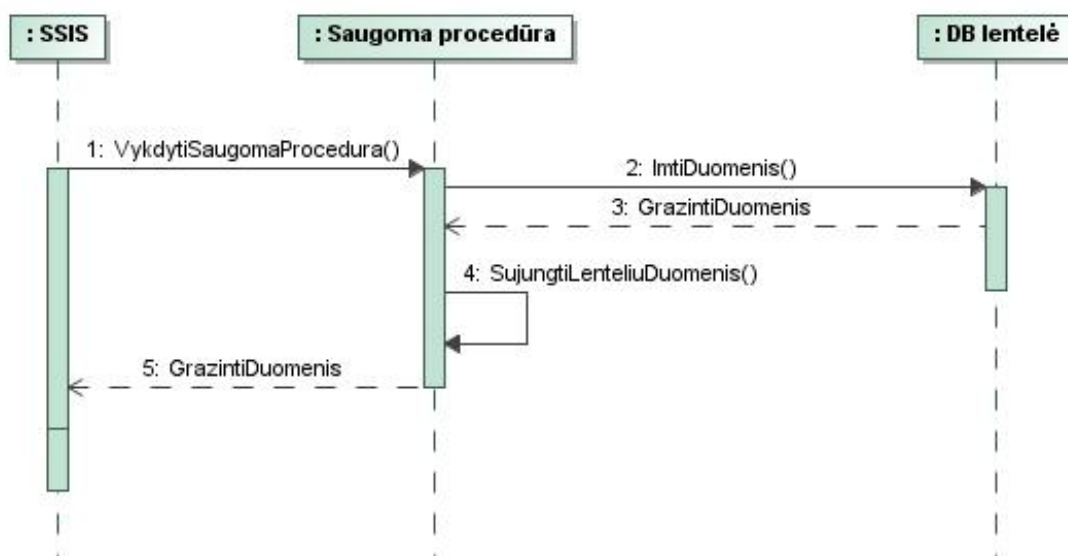 : SSIS
: Saugoma procedūra
: DB lentelė
1: VykdytiSaugomaProcedura()
2: ImtiDuomenis()
3: GrazintiDuomenis
4: SujungtiLenteliuDuomenis()
5: GrazintiDuomenis